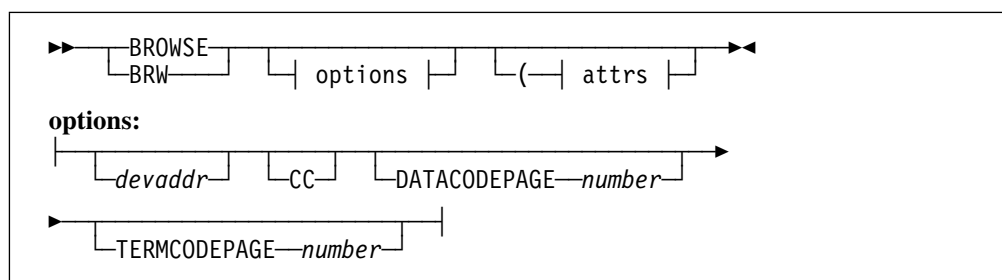 BROWSE
BRW
options
( attrs
options:
devaddr CC DATACODEPAGE number
TERMCODEPAGE number